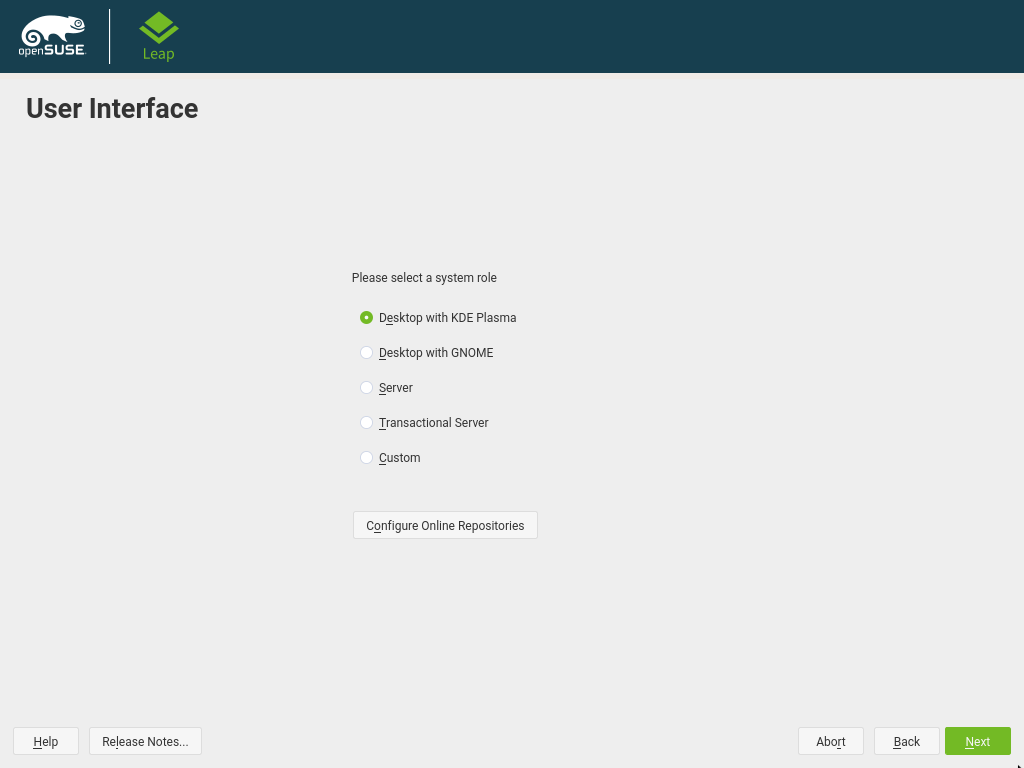 openSUSE
Leap
User Interface
Please select a system role
Desktop with KDE Plasma
Desktop with GNOME
Server
Transactional Server
Custom
Configure Online Repositories
Help
Release Notes...
Abort
Back
Next